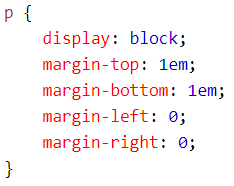 p {
    display: block;
    margin-top: 1em;
    margin-bottom: 1em;
    margin-left: 0;
    margin-right: 0;
}